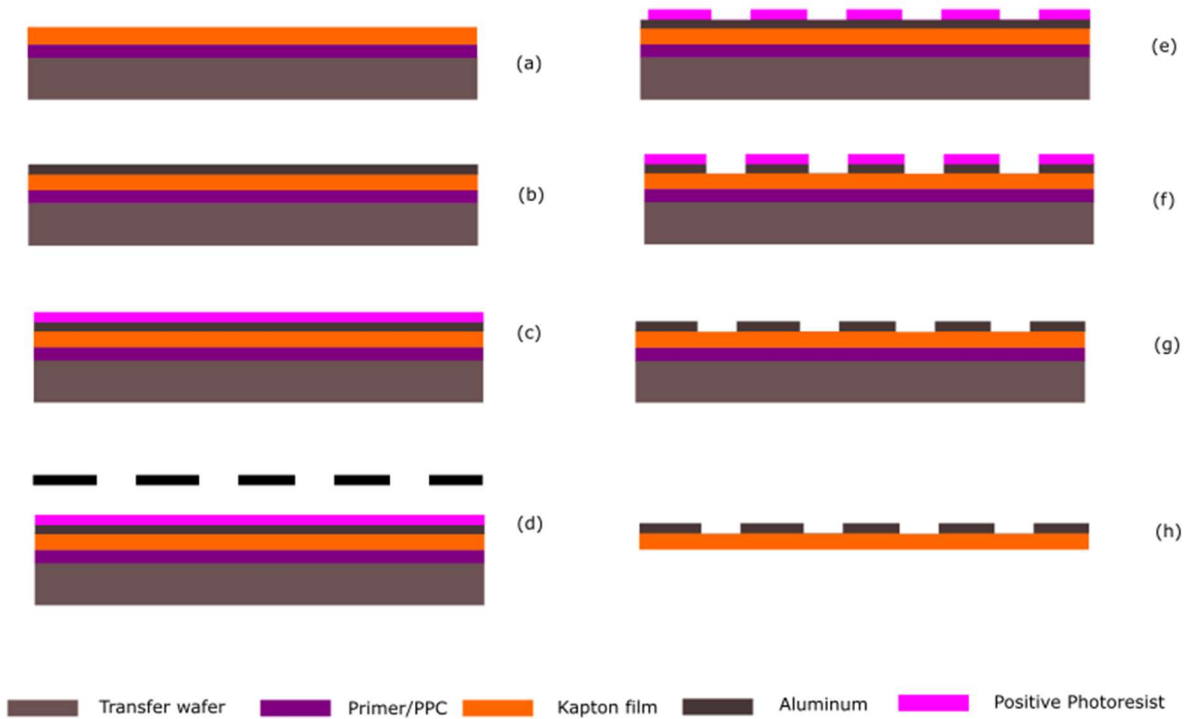 (a)
(b)
(c)
(d)
(e)
(f)
(g)
(h)
Transfer wafer Primer/PPC Kapton film Aluminum Positive Photoresist